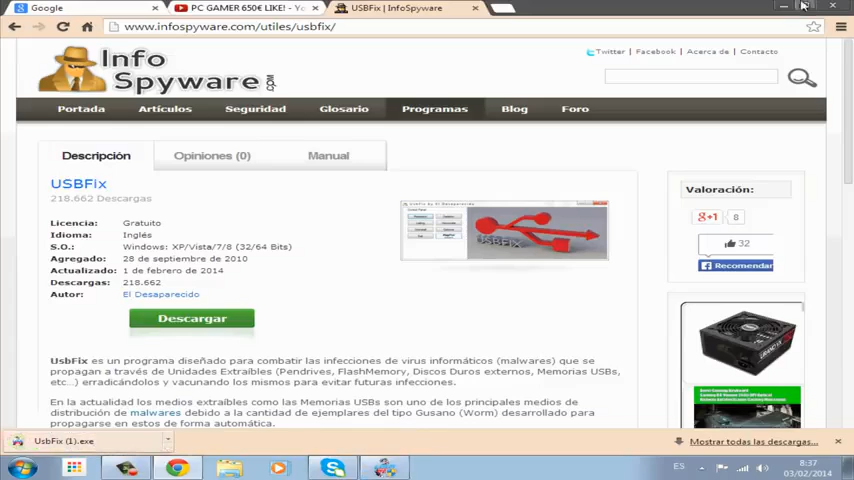 Google
PC GAMER 650€ LIKE! - Yo
USBFix | InfoSpyware
www.infospyware.com/utiles/usbfix/
Twitter Facebook Acerca de Contacto
Info
Spyware
Portada Artículos Seguridad Glosario Programas Blog Foro
Descripción Opiniones (0) Manual
USBFix
218.662 Descargas
Licencia: Gratuito
Idioma: Inglés
S.O.: Windows: XP/Vista/7/8 (32/64 Bits)
Agregado: 28 de septiembre de 2010
Actualizado: 1 de febrero de 2014
Descargas: 218.662
Autor: El Desaparecido
Descargar
USBFIX
Valoración:
+1 8
32
Recomendar
UsbFix es un programa diseñado para combatir las infecciones de virus informáticos (malwares) que se
propagan a través de Unidades Extraíbles (Pendrives, FlashMemory, Discos Duros externos, Memorias USBs,
etc...) erradicándolos y vacunando los mismos para evitar futuras infecciones.
En la actualidad los medios extraíbles como las Memorias USBs son uno de los principales medios de
distribución de malwares debido a la cantidad de ejemplares del tipo Gusano (Worm) desarrollado para
propagarse en estos de forma automática.
UsbFix (1).exe
Mostrar todas las descargas...
ES
8:37
03/02/2014